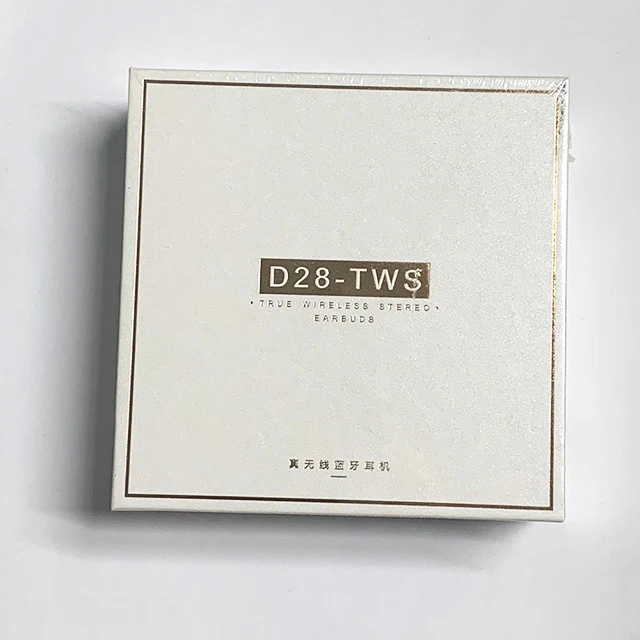 D28-TWS
• TRUE WIRELESS STEREO •
EARBUDS
真无线蓝牙耳机